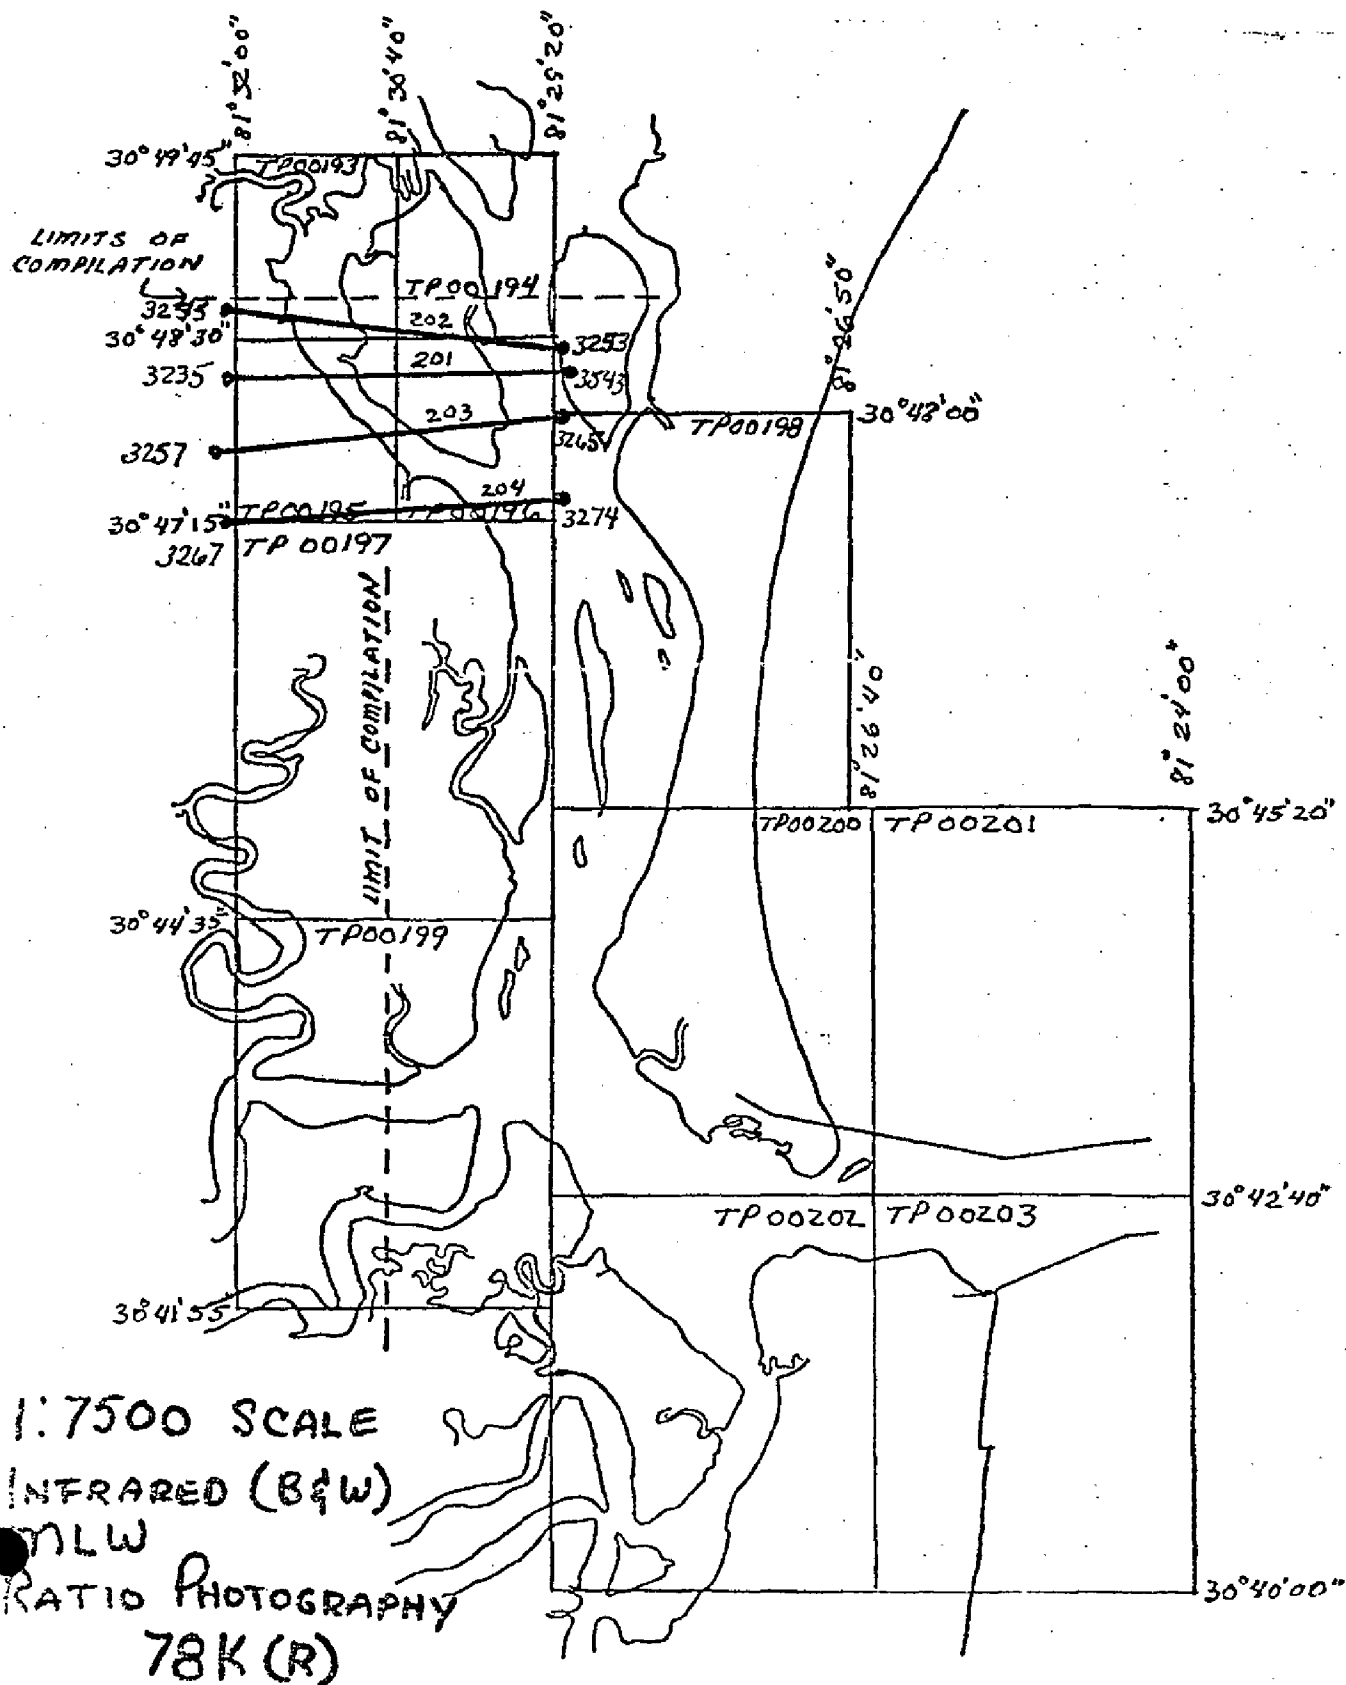 81°32'00"
81°30'40"
81°25'20"
30°49'45"
TP00193
LIMITS OF
COMPILATION
TP00194
3255
202
30°48'30"
3253
201
3235
3543
81°26'50"
203
30°48'00"
TP00198
3265
3257
204
TP00195
TP00196
30°47'15"
3274
3267
TP00197
LIMIT OF COMPILATION
81°26'40"
81°24'00"
TP00200
TP00201
30°45'20"
30°44'35"
TP00199
30°42'40"
TP00202
TP00203
30°41'55"
1:7500 SCALE
INFRARED (B&W)
MLW
RATIO PHOTOGRAPHY
30°40'00"
78K (R)